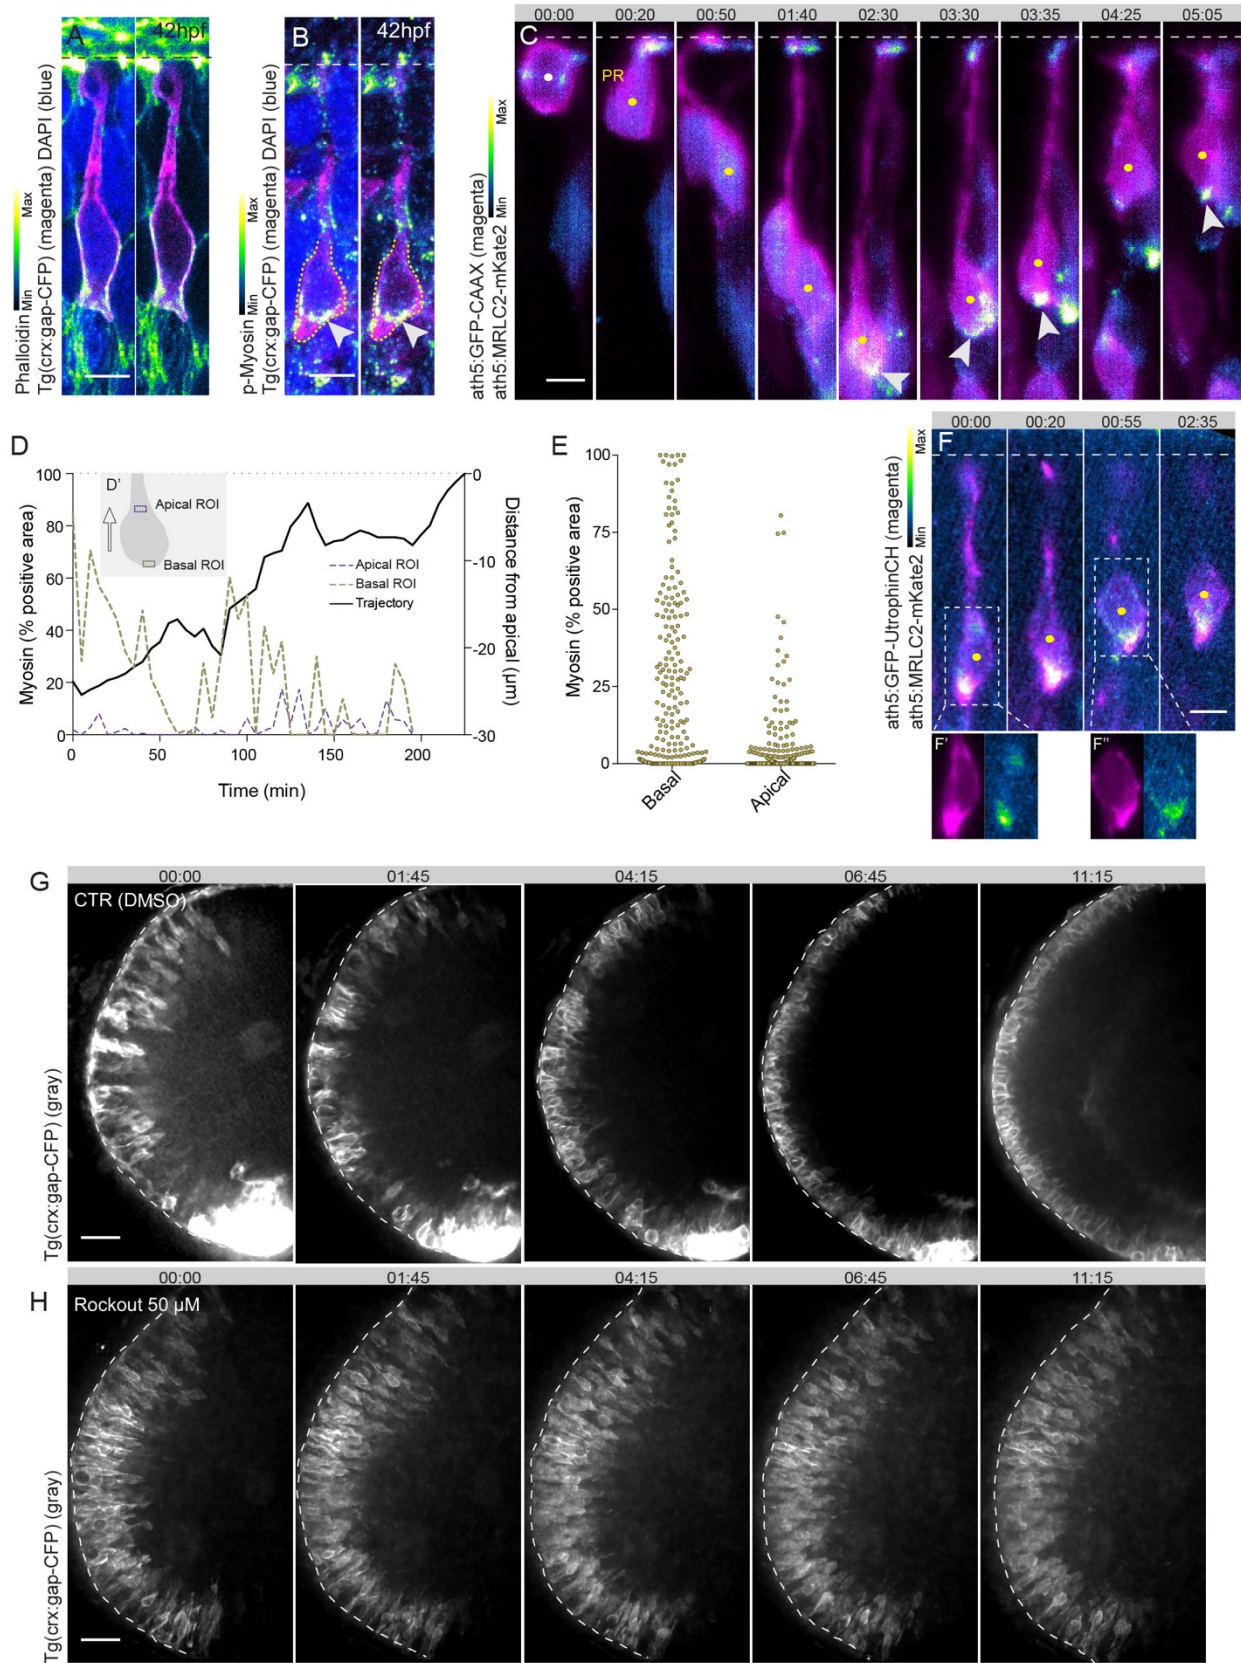 A
42hpf
Phalloidin
Tg(crx:gap-CFP) (magenta) DAPI (blue)
Min
Max
B
42hpf
p-Myosin
Tg(crx:gap-CFP) (magenta) DAPI (blue)
Min
Max
00:00 00:20 00:50 01:40 02:30 03:30 03:35 04:25 05:05
C
PR
ath5:GFP-CAAX (magenta)
ath5:MRLC2-mKate2
Min
Max
D
D'
Apical ROI
Basal ROI
Apical ROI
Basal ROI
Trajectory
Myosin (% positive area)
100
80
60
40
20
0
0
-10
-20
-30
Distance from apical (μm)
0 50 100 150 200
Time (min)
E
Myosin (% positive area)
100
75
50
25
0
Basal
Apical
00:00 00:20 00:55 02:35
F
ath5:GFP-UtrophinCH (magenta)
ath5:MRLC2-mKate2
Min
Max
F'
F''
G
00:00 01:45 04:15 06:45 11:15
CTR (DMSO)
Tg(crx:gap-CFP) (gray)
H
00:00 01:45 04:15 06:45 11:15
Rockout 50 μM
Tg(crx:gap-CFP) (gray)